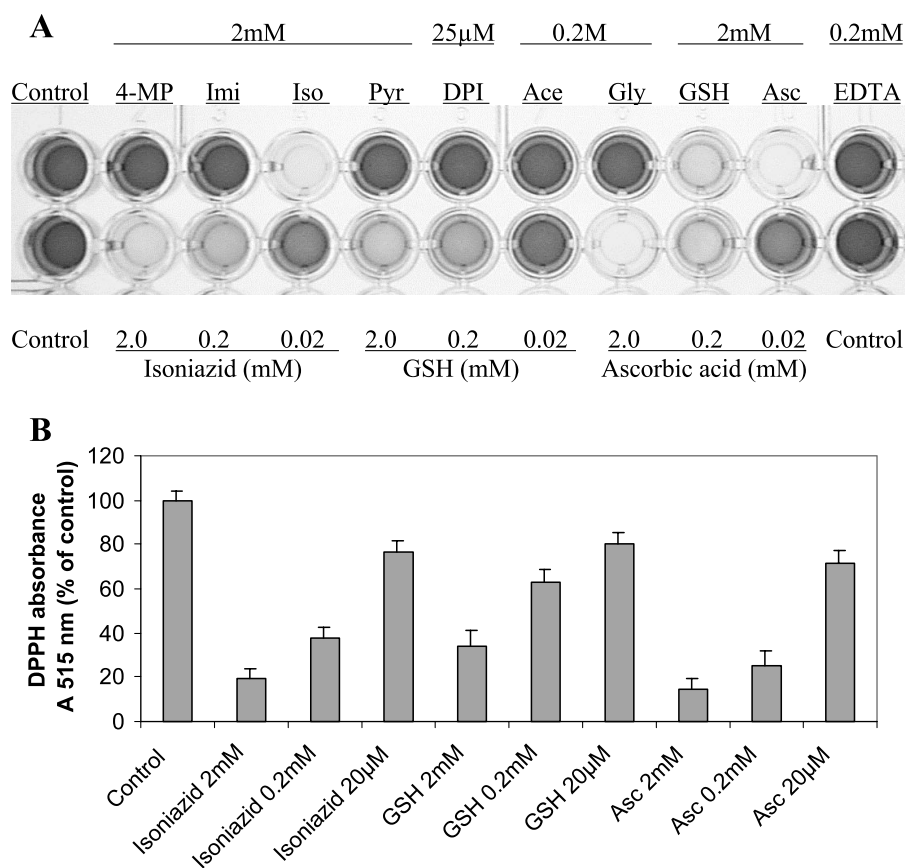 A
2mM 25µM 0.2M 2mM 0.2mM
Control 4-MP Imi Iso Pyr DPI Ace Gly GSH Asc EDTA
Control 2.0 0.2 0.02 2.0 0.2 0.02 2.0 0.2 0.02 Control
Isoniazid (mM) GSH (mM) Ascorbic acid (mM)
B
DPPH absorbance
A 515 nm (% of control)
120
100
80
60
40
20
0
Control
Isoniazid 2mM
Isoniazid 0.2mM
Isoniazid 20µM
GSH 2mM
GSH 0.2mM
GSH 20µM
Asc 2mM
Asc 0.2mM
Asc 20µM